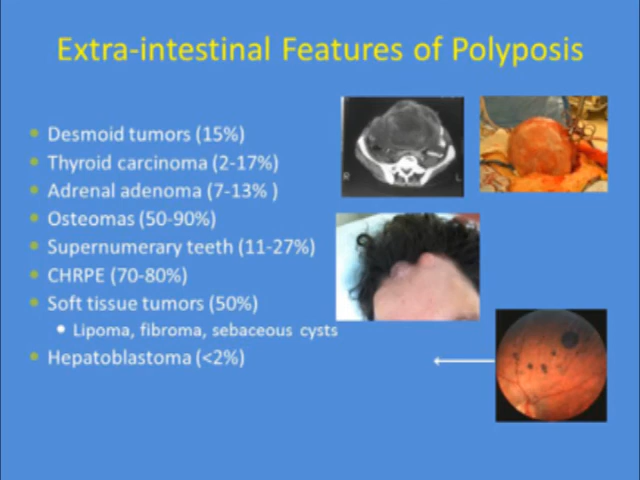 Extra-intestinal Features of Polyposis
Desmoid tumors (15%)
Thyroid carcinoma (2-17%)
Adrenal adenoma (7-13% )
Osteomas (50-90%)
Supernumerary teeth (11-27%)
CHRPE (70-80%)
Soft tissue tumors (50%)
Lipoma, fibroma, sebaceous cysts
Hepatoblastoma (<2%)
R
L